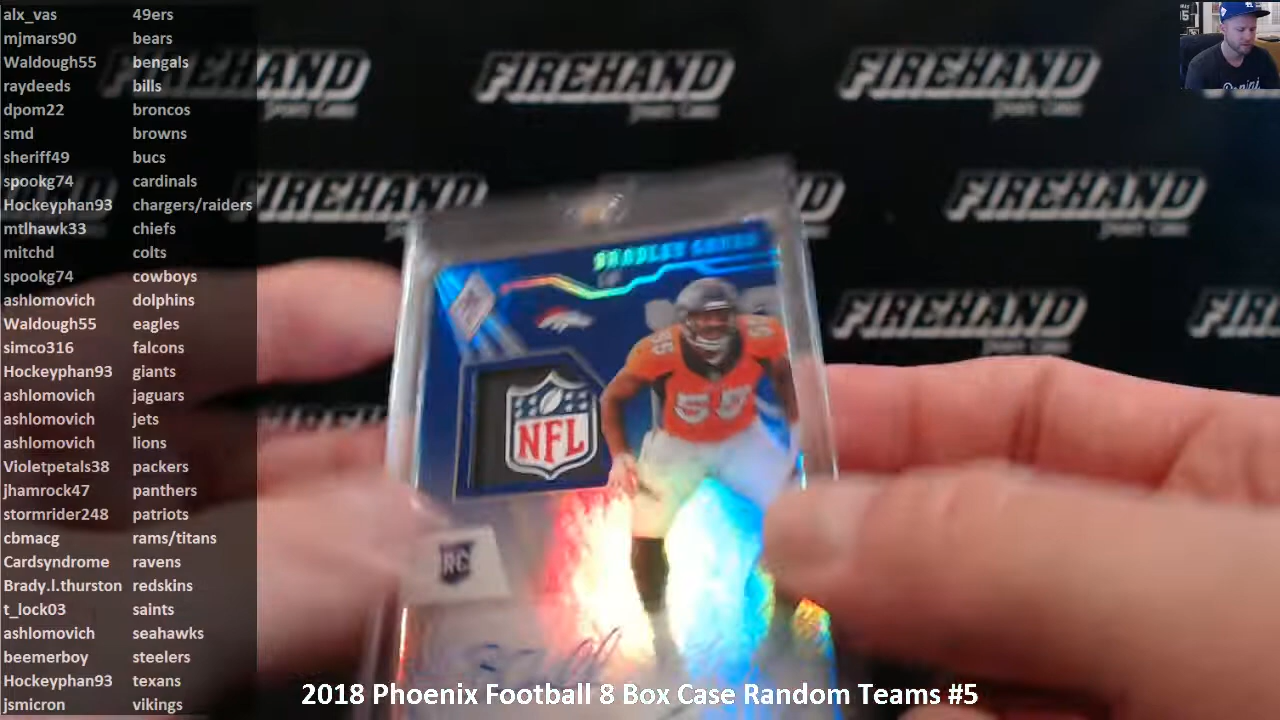 alx_vas 49ers
mjmars90 bears
Waldough55 bengals
raydeeds bills
dpom22 broncos
smd browns
sheriff49 bucs
spookg74 cardinals
Hockeyphan93 chargers/raiders
mtlhawk33 chiefs
mitchd colts
spookg74 cowboys
ashlomovich dolphins
Waldough55 eagles
simco316 falcons
Hockeyphan93 giants
ashlomovich jaguars
ashlomovich jets
ashlomovich lions
Violetpetals38 packers
jhamrock47 panthers
stormrider248 patriots
cbmacg rams/titans
Cardsyndrome ravens
Brady.l.thurston redskins
t_lock03 saints
ashlomovich seahawks
beemerboy steelers
Hockeyphan93 texans
jsmicron vikings
FIREHAND
FIREHAND
FIREHAND
FIREHAND
FIREHAND
FIREHAND
BRADLEY CHUBB
55
55
NFL
RC
2018 Phoenix Football 8 Box Case Random Teams #5